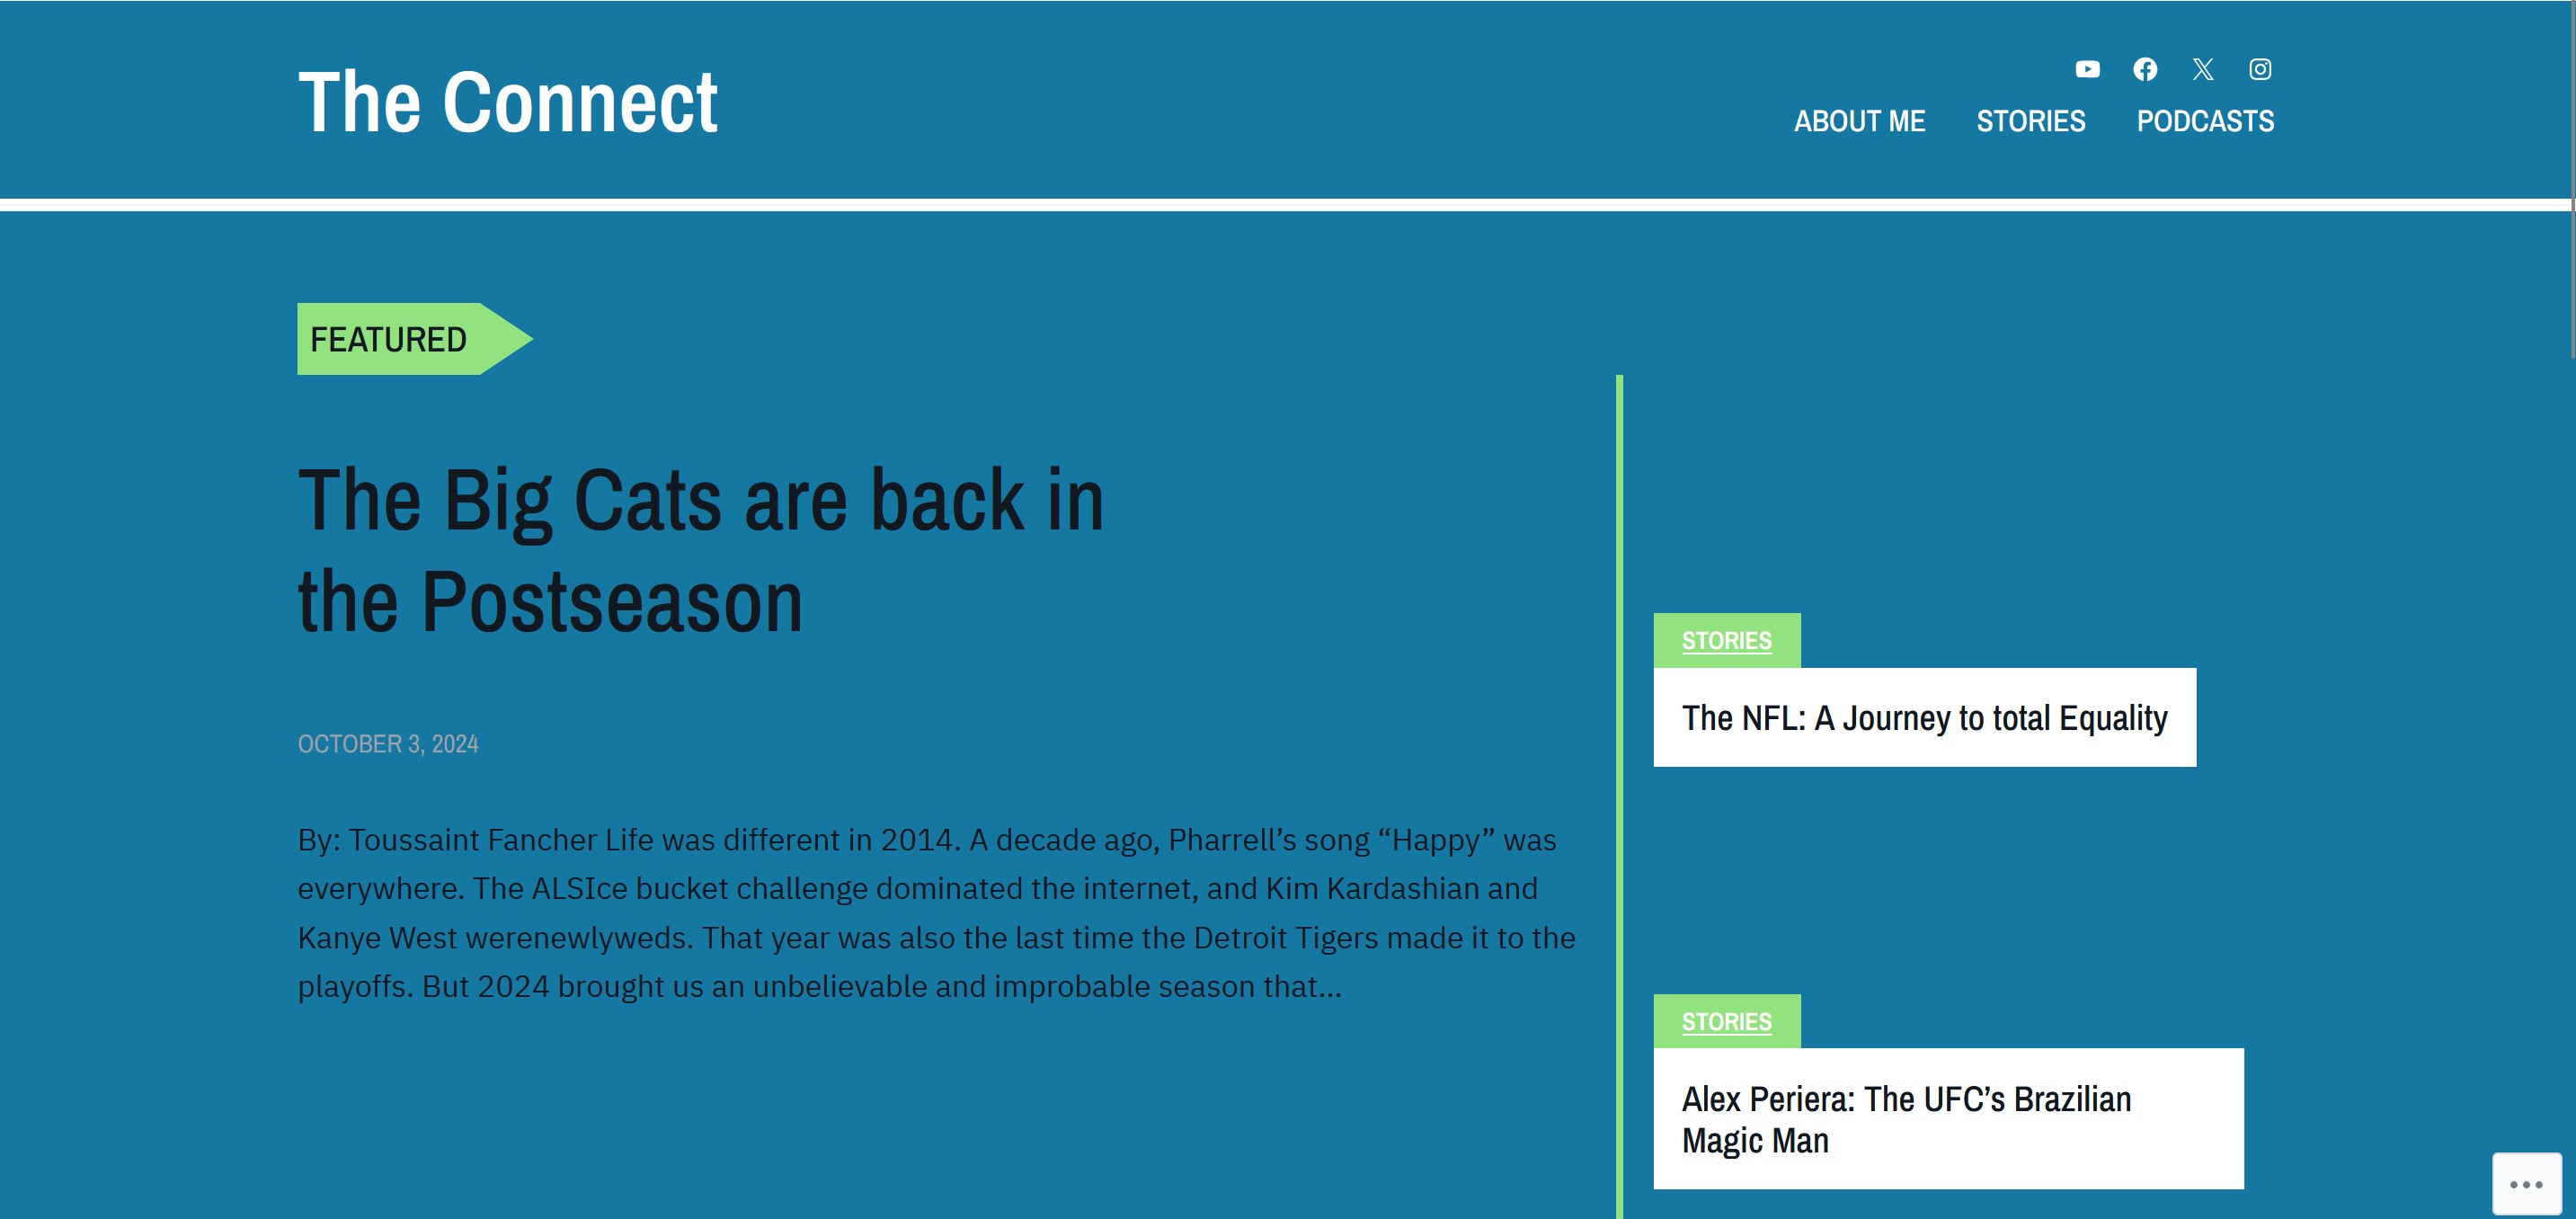 The Connect
ABOUT ME STORIES PODCASTS
FEATURED
The Big Cats are back in
the Postseason
OCTOBER 3, 2024
By: Toussaint Fancher Life was different in 2014. A decade ago, Pharrell’s song “Happy” was
everywhere. The ALSIce bucket challenge dominated the internet, and Kim Kardashian and
Kanye West werenewlyweds. That year was also the last time the Detroit Tigers made it to the
playoffs. But 2024 brought us an unbelievable and improbable season that…
STORIES
The NFL: A Journey to total Equality
STORIES
Alex Periera: The UFC’s Brazilian
Magic Man